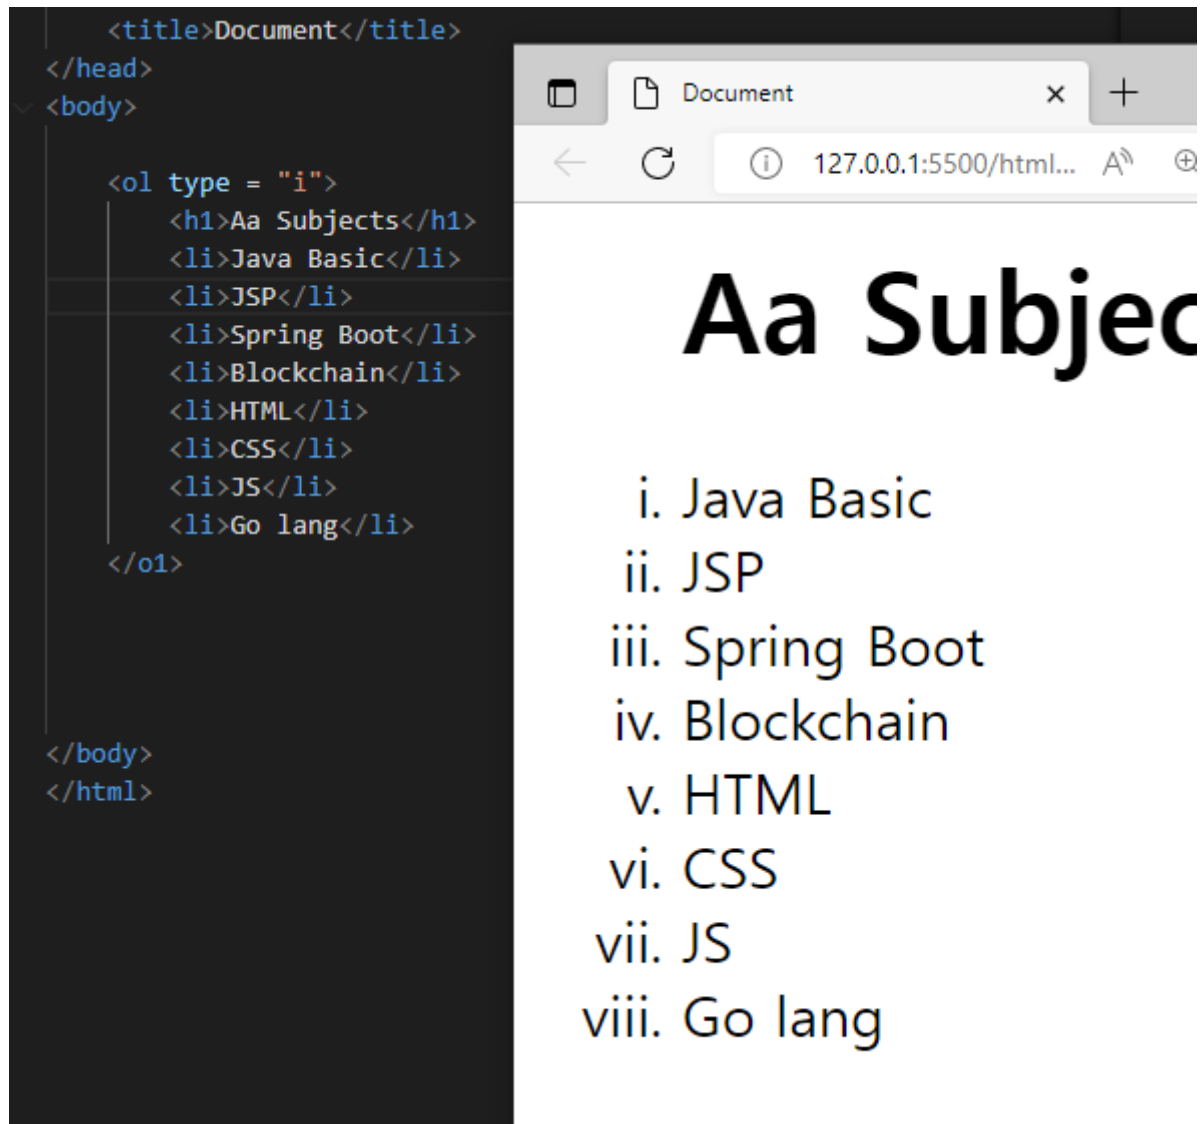 <title>Document</title>
</head>
<body>
<ol type = "i">
<h1>Aa Subjects</h1>
<li>Java Basic</li>
<li>JSP</li>
<li>Spring Boot</li>
<li>Blockchain</li>
<li>HTML</li>
<li>CSS</li>
<li>JS</li>
<li>Go lang</li>
</o1>
</body>
</html>
Document
127.0.0.1:5500/html...
Aa Subjec
i. Java Basic
ii. JSP
iii. Spring Boot
iv. Blockchain
v. HTML
vi. CSS
vii. JS
viii. Go lang